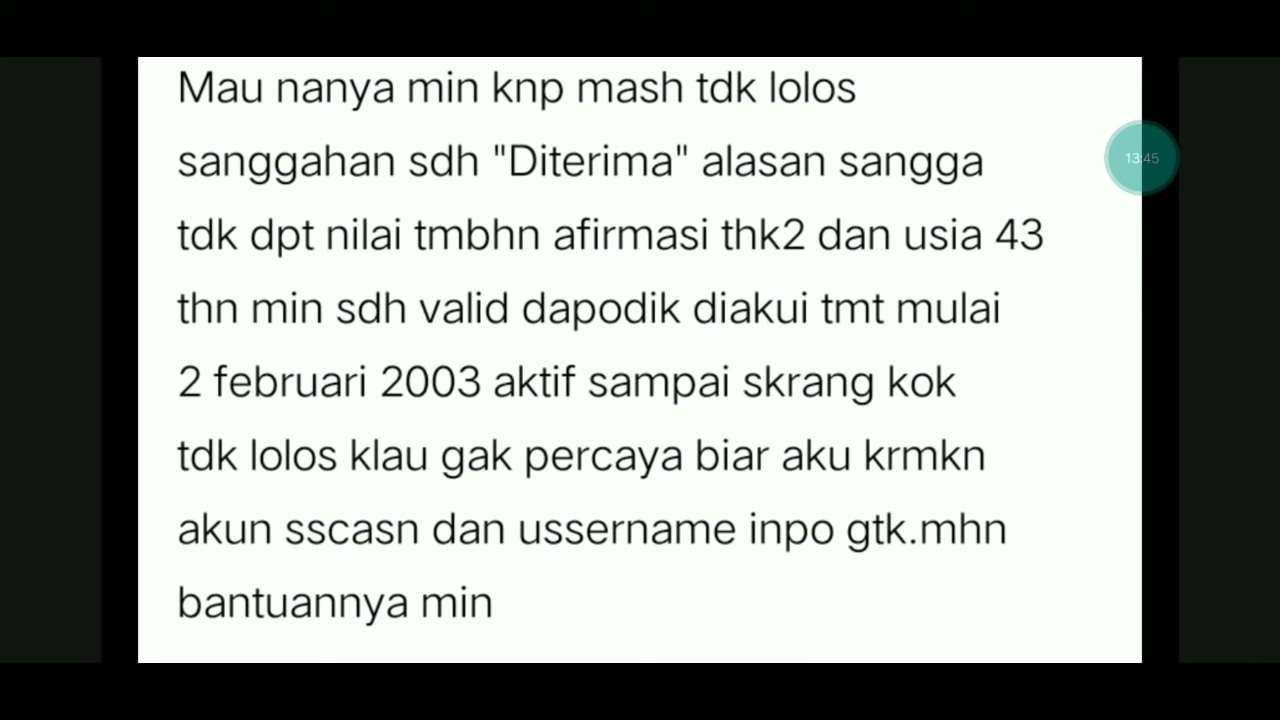 Mau nanya min knp mash tdk lolos
sanggahan sdh "Diterima" alasan sangga
tdk dpt nilai tmbhn afirmasi thk2 dan usia 43
thn min sdh valid dapodik diakui tmt mulai
2 februari 2003 aktif sampai skrang kok
tdk lolos klau gak percaya biar aku krmkn
akun sscasn dan ussername inpo gtk.mhn
bantuannya min
13:45